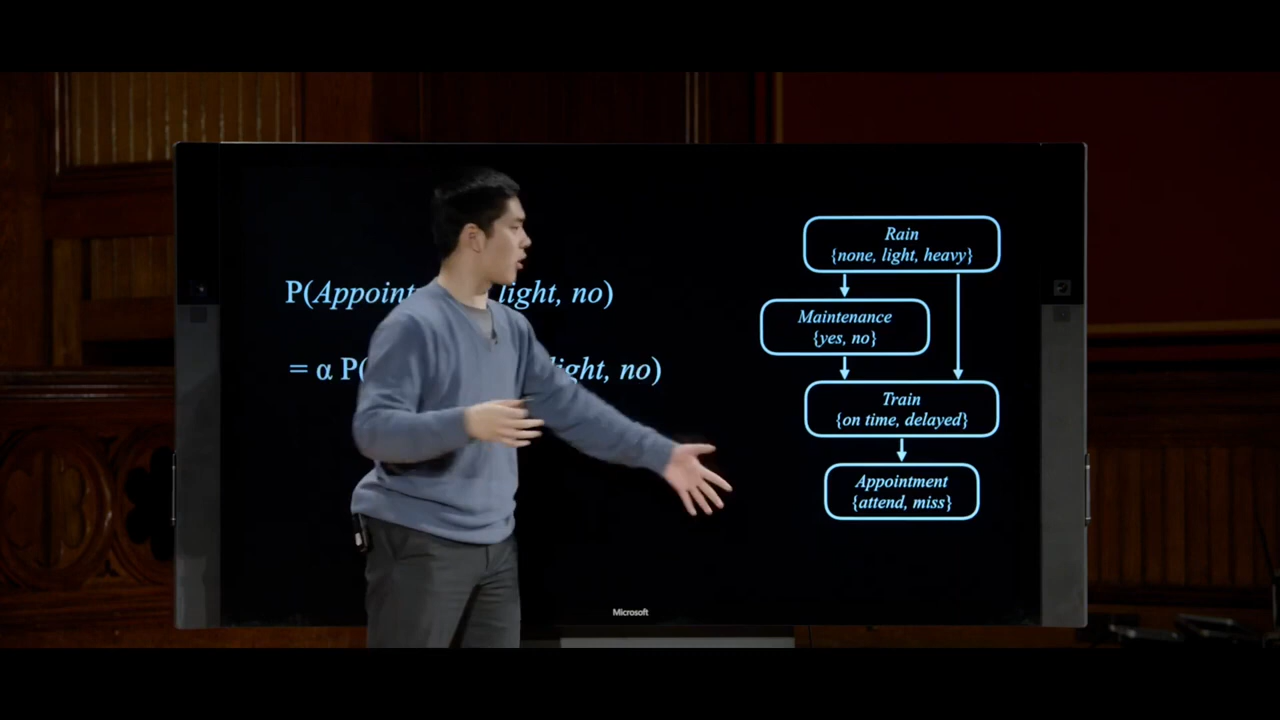 P(Appoint light, no)
= α P( light, no)
Rain
{none, light, heavy}
Maintenance
{yes, no}
Train
{on time, delayed}
Appointment
{attend, miss}
Microsoft